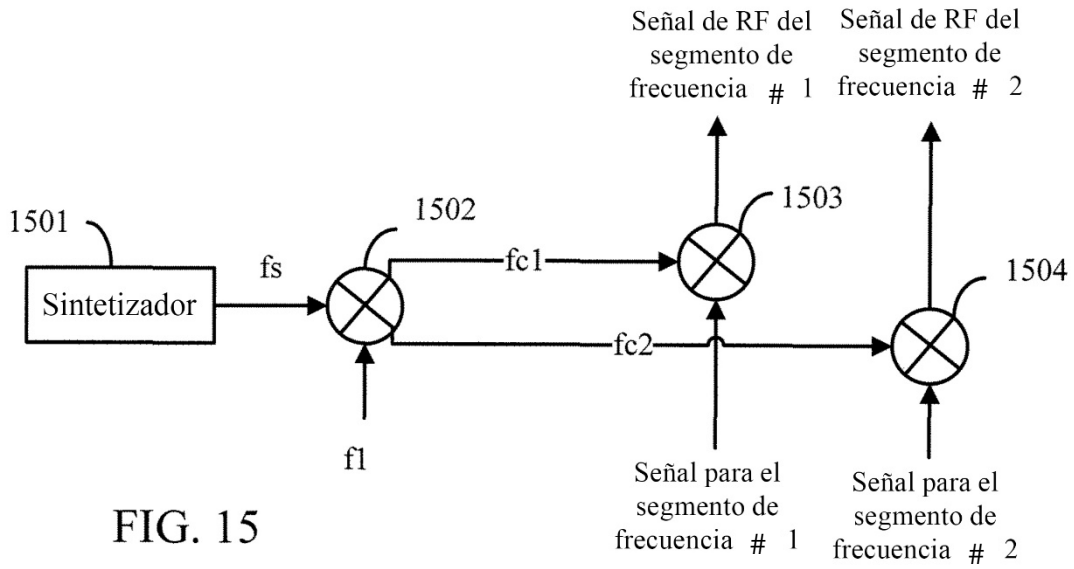 Señal de RF del
segmento de
frecuencia # 1
Señal de RF del
segmento de
frecuencia # 2
1501
1502
1503
1504
Sintetizador
fs
fc1
fc2
f1
Señal para el
segmento de
frecuencia # 1
Señal para el
segmento de
frecuencia # 2
FIG. 15